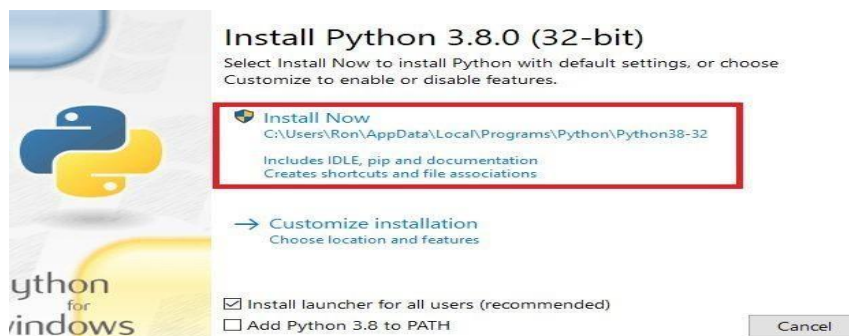 Install Python 3.8.0 (32-bit)
Select Install Now to install Python with default settings, or choose
Customize to enable or disable features.
Install Now
C:\Users\Ron\AppData\Local\Programs\Python\Python38-32
Includes IDLE, pip and documentation
Creates shortcuts and file associations
→ Customize installation
Choose location and features
ython
for
indows
Install launcher for all users (recommended)
Add Python 3.8 to PATH
Cancel